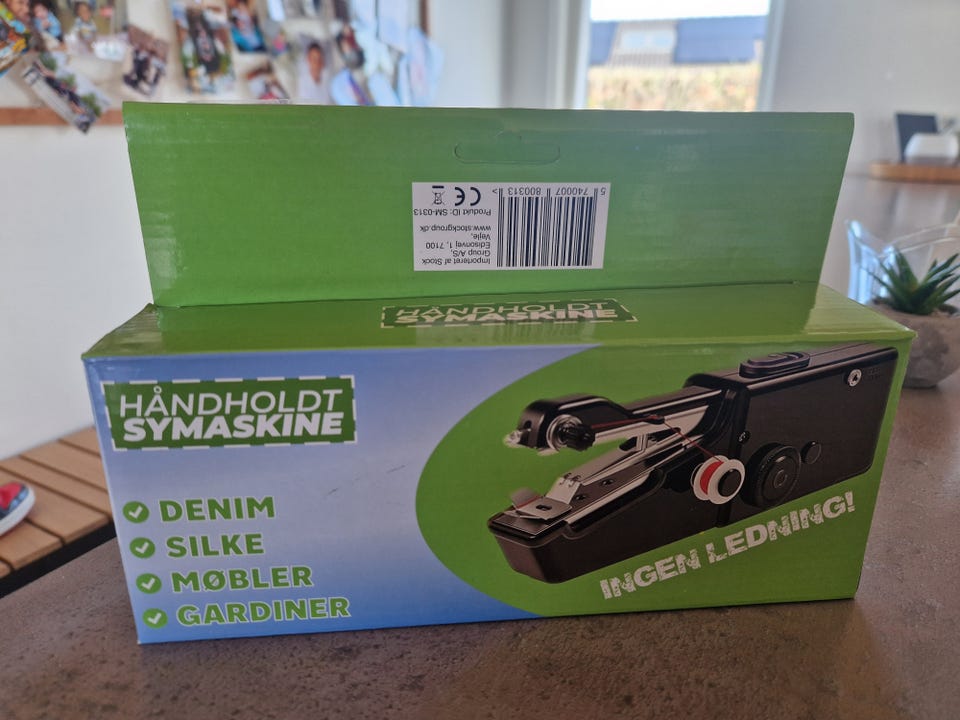 Importeret af Stock
Group A/S,
Edisonvej 1, 7100
Vejle,
www.stockgroup.dk
Produkt ID: SM-0313
CE
5 740007 800313 >
HÅNDHOLDT
SYMASKINE
HÅNDHOLDT
SYMASKINE
DENIM
SILKE
MØBLER
GARDINER
INGEN LEDNING!